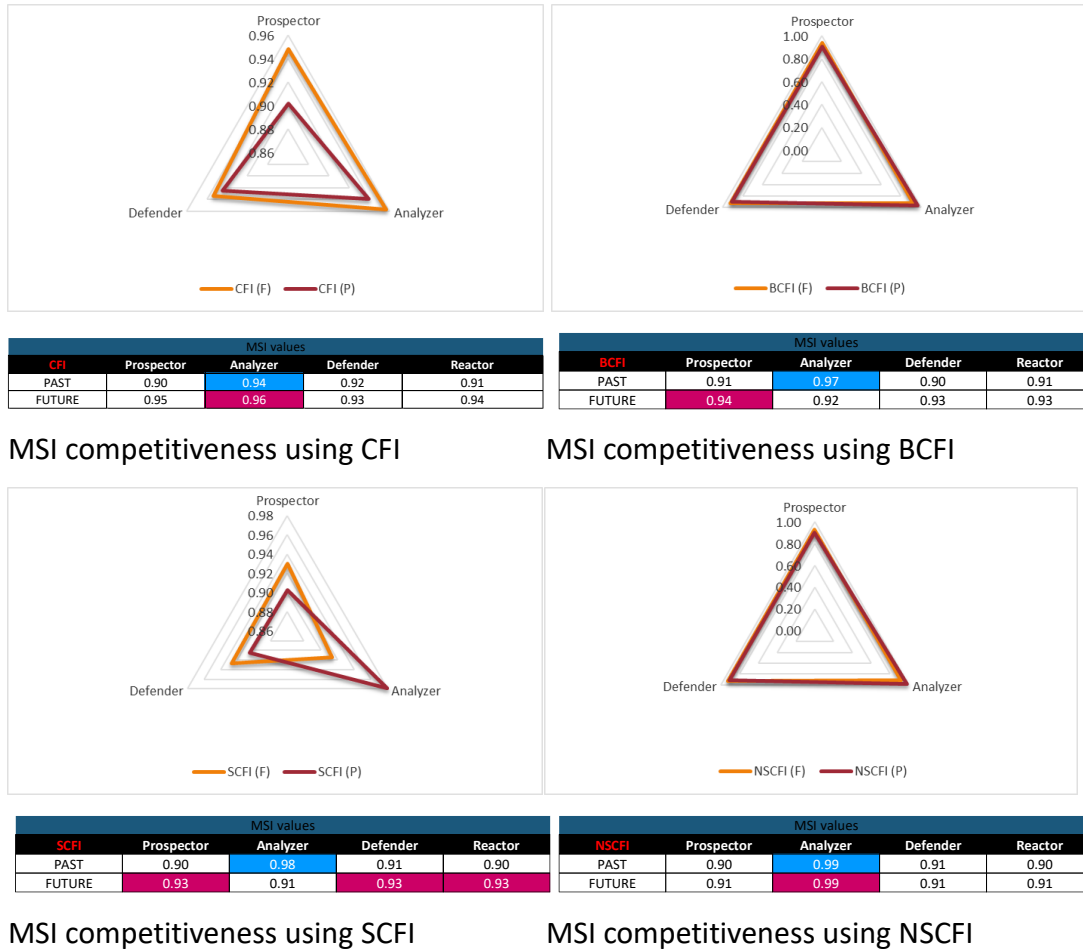 Prospector
0.96
0.94
0.92
0.90
0.88
0.86
Defender
Analyzer
CFI (F) CFI (P)
Prospector
1.00
0.80
0.60
0.40
0.20
0.00
Defender
Analyzer
BCFI (F) BCFI (P)
MSI values
CFI Prospector Analyzer Defender Reactor
PAST 0.90 0.94 0.92 0.91
FUTURE 0.95 0.96 0.93 0.94
MSI values
BCFI Prospector Analyzer Defender Reactor
PAST 0.91 0.97 0.90 0.91
FUTURE 0.94 0.92 0.93 0.93
MSI competitiveness using CFI
MSI competitiveness using BCFI
Prospector
0.98
0.96
0.94
0.92
0.90
0.88
0.86
Defender
Analyzer
SCFI (F) SCFI (P)
Prospector
1.00
0.80
0.60
0.40
0.20
0.00
Defender
Analyzer
NSCFI (F) NSCFI (P)
MSI values
SCFI Prospector Analyzer Defender Reactor
PAST 0.90 0.98 0.91 0.90
FUTURE 0.93 0.91 0.93 0.93
MSI values
NSCFI Prospector Analyzer Defender Reactor
PAST 0.90 0.99 0.91 0.90
FUTURE 0.91 0.99 0.91 0.91
MSI competitiveness using SCFI
MSI competitiveness using NSCFI